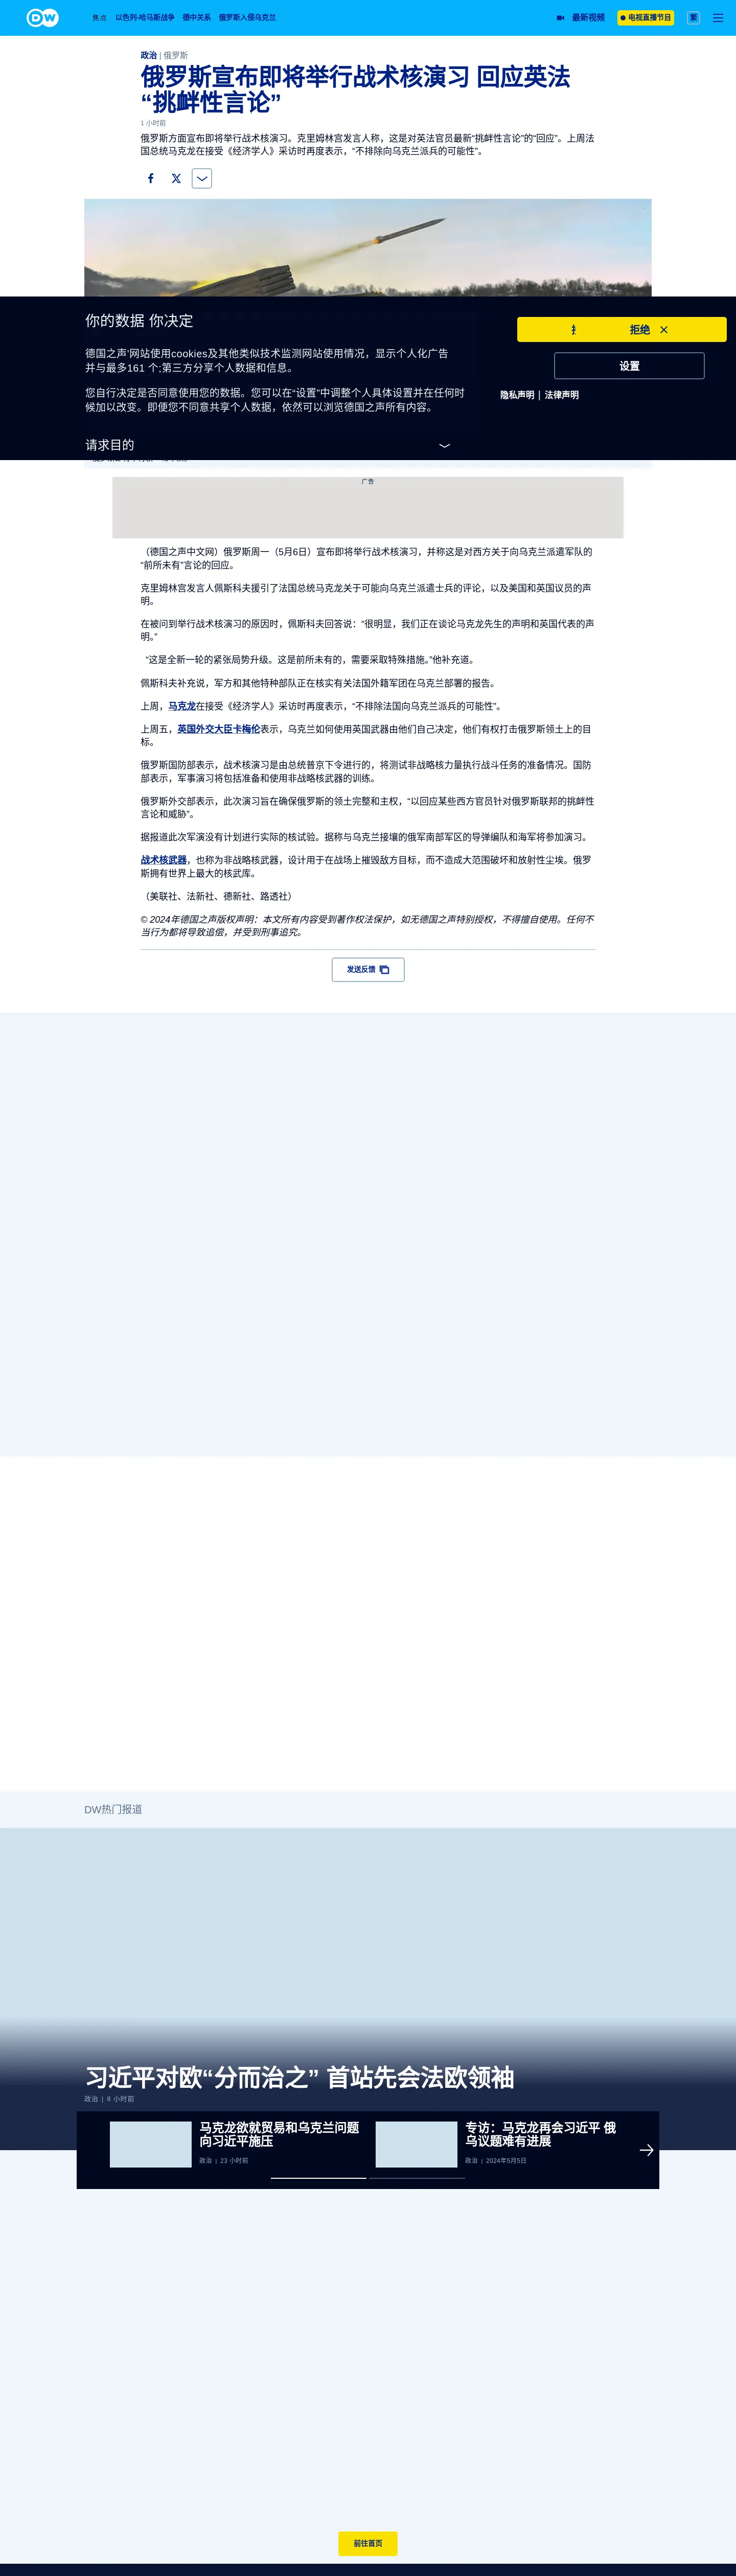 DW
焦点 以色列-哈马斯战争 德中关系 俄罗斯入侵乌克兰
最新视频
电视直播节目
繁
政治 | 俄罗斯
俄罗斯宣布即将举行战术核演习 回应英法
“挑衅性言论”
1 小时前
俄罗斯方面宣布即将举行战术核演习。克里姆林宫发言人称，这是对英法官员最新“挑衅性言论”的“回应”。上周法
国总统马克龙在接受《经济学人》采访时再度表示，“不排除向乌克兰派兵的可能性”。
你的数据 你决定
德国之声'网站使用cookies及其他类似技术监测网站使用情况，显示个人化广告
并与最多161 个;第三方分享个人数据和信息。
您自行决定是否同意使用您的数据。您可以在“设置”中调整个人具体设置并在任何时
候加以改变。即便您不同意共享个人数据，依然可以浏览德国之声所有内容。
请求目的
拒绝
设置
隐私声明 | 法律声明
广告
（德国之声中文网）俄罗斯周一（5月6日）宣布即将举行战术核演习，并称这是对西方关于向乌克兰派遣军队的
“前所未有”言论的回应。
克里姆林宫发言人佩斯科夫援引了法国总统马克龙关于可能向乌克兰派遣士兵的评论，以及美国和英国议员的声
明。
在被问到举行战术核演习的原因时，佩斯科夫回答说：“很明显，我们正在谈论马克龙先生的声明和英国代表的声
明。”
“这是全新一轮的紧张局势升级。这是前所未有的，需要采取特殊措施。”他补充道。
佩斯科夫补充说，军方和其他特种部队正在核实有关法国外籍军团在乌克兰部署的报告。
上周，马克龙在接受《经济学人》采访时再度表示，“不排除法国向乌克兰派兵的可能性”。
上周五，英国外交大臣卡梅伦表示，乌克兰如何使用英国武器由他们自己决定，他们有权打击俄罗斯领土上的目
标。
俄罗斯国防部表示，战术核演习是由总统普京下令进行的，将测试非战略核力量执行战斗任务的准备情况。国防
部表示，军事演习将包括准备和使用非战略核武器的训练。
俄罗斯外交部表示，此次演习旨在确保俄罗斯的领土完整和主权，“以回应某些西方官员针对俄罗斯联邦的挑衅性
言论和威胁”。
据报道此次军演没有计划进行实际的核试验。据称与乌克兰接壤的俄军南部军区的导弹编队和海军将参加演习。
战术核武器，也称为非战略核武器，设计用于在战场上摧毁敌方目标，而不造成大范围破坏和放射性尘埃。俄罗
斯拥有世界上最大的核武库。
（美联社、法新社、德新社、路透社）
© 2024年德国之声版权声明：本文所有内容受到著作权法保护，如无德国之声特别授权，不得擅自使用。任何不
当行为都将导致追偿，并受到刑事追究。
发送反馈
DW热门报道
习近平对欧“分而治之” 首站先会法欧领袖
政治 | 8 小时前
马克龙欲就贸易和乌克兰问题
向习近平施压
政治 | 23 小时前
专访：马克龙再会习近平 俄
乌议题难有进展
政治 | 2024年5月5日
前往首页